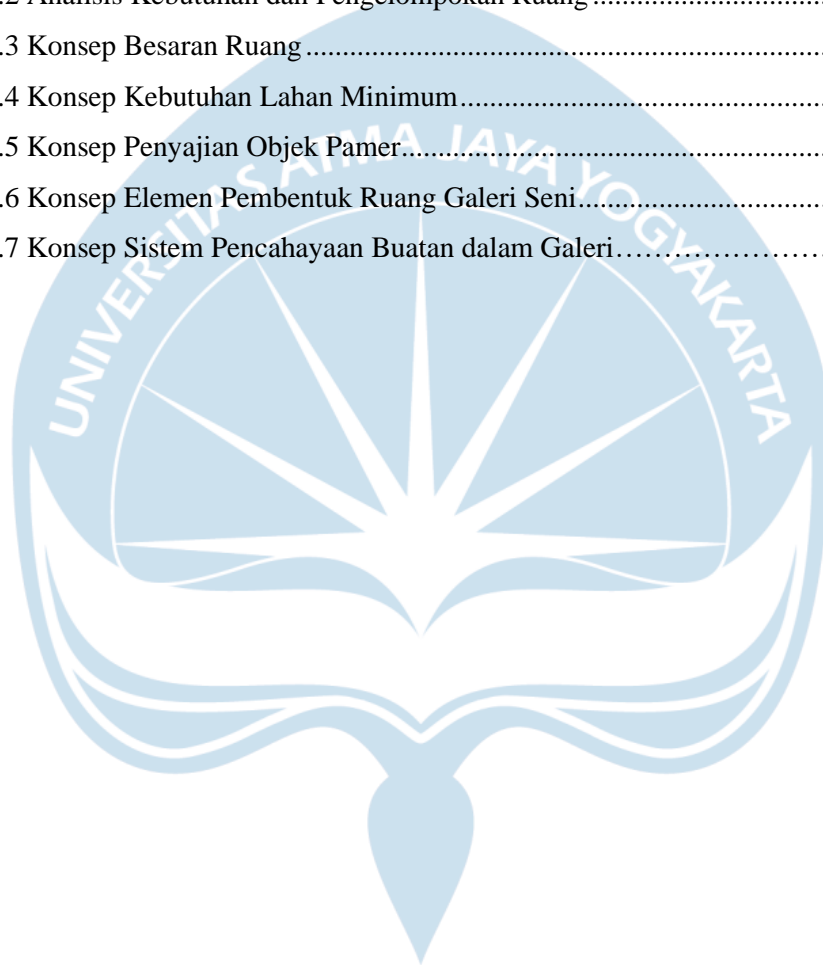 .2 Analisis Kebutuhan dan Pengelompokan Ruang........................................
.3 Konsep Besaran Ruang........................................................................
.4 Konsep Kebutuhan Lahan Minimum....................................................
.5 Konsep Penyajian Objek Pamer............................................................
.6 Konsep Elemen Pembentuk Ruang Galeri Seni....................................
.7 Konsep Sistem Pencahayaan Buatan dalam Galeri…………………
UNIVERSITAS ATMA JAYA YOGYAKARTA